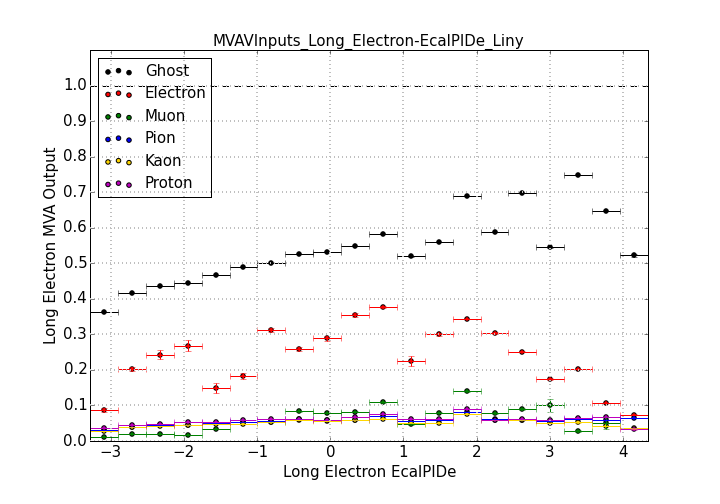 MVAVInputs_Long_Electron-EcalPIDe_Liny
Ghost
Electron
Muon
Pion
Kaon
Proton
1.0
0.9
0.8
0.7
0.6
0.5
0.4
0.3
0.2
0.1
0.0
Long Electron MVA Output
−3 −2 −1 0 1 2 3 4
Long Electron EcalPIDe